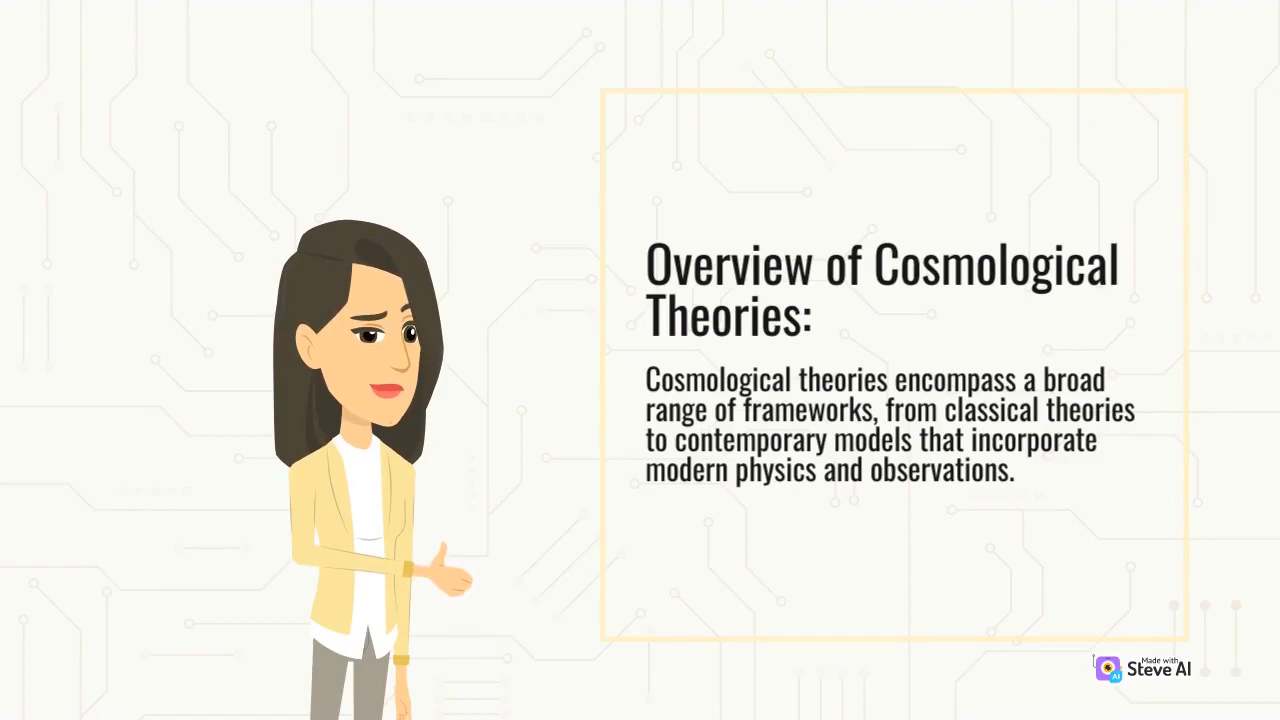 Overview of Cosmological
Theories:
Cosmological theories encompass a broad
range of frameworks, from classical theories
to contemporary models that incorporate
modern physics and observations.
Made with
Steve AI
AI